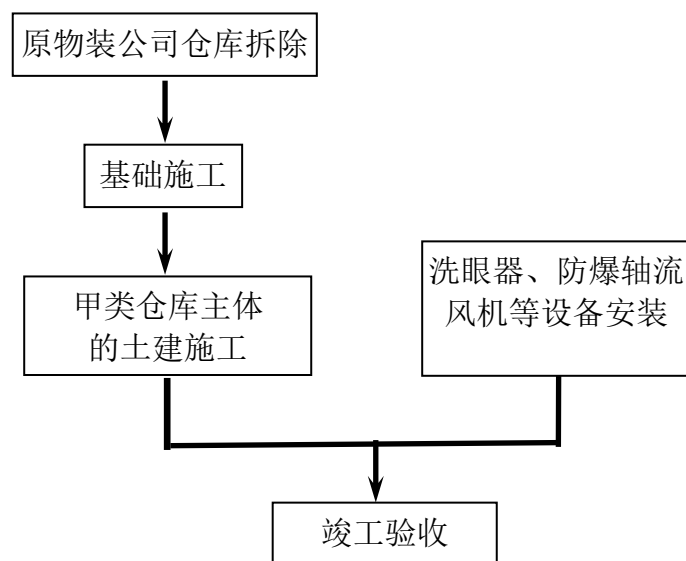 原物装公司仓库拆除
基础施工
甲类仓库主体
的土建施工
洗眼器、防爆轴流
风机等设备安装
竣工验收